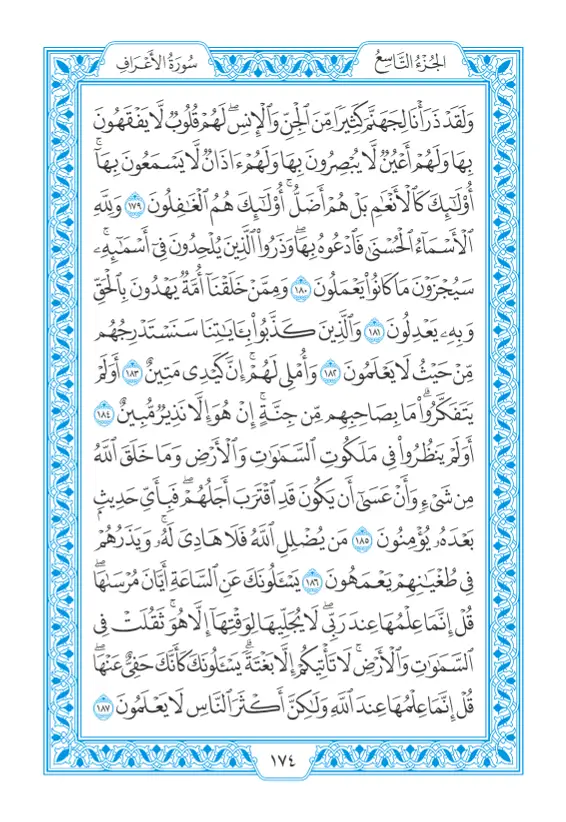 الجُزْءُ التَّاسِعُ
سُورَةُ الأَعْرَافِ
وَلَقَدْ ذَرَأْنَا لِجَهَنَّمَ كَثِيرًا مِّنَ ٱلْجِنِّ وَٱلْإِنسِ ۖ لَهُمْ قُلُوبٌ لَّا يَفْقَهُونَ
بِهَا وَلَهُمْ أَعْيُنٌ لَّا يُبْصِرُونَ بِهَا وَلَهُمْ ءَاذَانٌ لَّا يَسْمَعُونَ بِهَآ ۚ
أُو۟لَـٰٓئِكَ كَٱلْأَنْعَـٰمِ بَلْ هُمْ أَضَلُّ ۚ أُو۟لَـٰٓئِكَ هُمُ ٱلْغَـٰفِلُونَ ١٧٩ وَلِلَّهِ
ٱلْأَسْمَآءُ ٱلْحُسْنَىٰ فَٱدْعُوهُ بِهَا ۖ وَذَرُوا۟ ٱلَّذِينَ يُلْحِدُونَ فِىٓ أَسْمَـٰٓئِهِۦ ۚ
سَيُجْزَوْنَ مَا كَانُوا۟ يَعْمَلُونَ ١٨٠ وَمِمَّنْ خَلَقْنَآ أُمَّةٌ يَهْدُونَ بِٱلْحَقِّ
وَبِهِۦ يَعْدِلُونَ ١٨١ وَٱلَّذِينَ كَذَّبُوا۟ بِـَٔايَـٰتِنَا سَنَسْتَدْرِجُهُم
مِّنْ حَيْثُ لَا يَعْلَمُونَ ١٨٢ وَأُمْلِى لَهُمْ ۚ إِنَّ كَيْدِى مَتِينٌ ١٨٣ أَوَلَمْ
يَتَفَكَّرُوا۟ ۗ مَا بِصَاحِبِهِم مِّن جِنَّةٍ ۚ إِنْ هُوَ إِلَّا نَذِيرٌ مُّبِينٌ ١٨٤
أَوَلَمْ يَنظُرُوا۟ فِى مَلَكُوتِ ٱلسَّمَـٰوَٰتِ وَٱلْأَرْضِ وَمَا خَلَقَ ٱللَّهُ
مِن شَىْءٍ وَأَنْ عَسَىٰٓ أَن يَكُونَ قَدِ ٱقْتَرَبَ أَجَلُهُمْ ۖ فَبِأَىِّ حَدِيثٍۭ
بَعْدَهُۥ يُؤْمِنُونَ ١٨٥ مَن يُضْلِلِ ٱللَّهُ فَلَا هَادِىَ لَهُۥ ۚ وَيَذَرُهُمْ
فِى طُغْيَـٰنِهِمْ يَعْمَهُونَ ١٨٦ يَسْـَٔلُونَكَ عَنِ ٱلسَّاعَةِ أَيَّانَ مُرْسَىٰهَا ۖ
قُلْ إِنَّمَا عِلْمُهَا عِندَ رَبِّى ۖ لَا يُجَلِّيهَا لِوَقْتِهَآ إِلَّا هُوَ ۚ ثَقُلَتْ فِى
ٱلسَّمَـٰوَٰتِ وَٱلْأَرْضِ ۚ لَا تَأْتِيكُمْ إِلَّا بَغْتَةً ۗ يَسْـَٔلُونَكَ كَأَنَّكَ حَفِىٌّ عَنْهَا ۖ
قُلْ إِنَّمَا عِلْمُهَا عِندَ ٱللَّهِ وَلَـٰكِنَّ أَكْثَرَ ٱلنَّاسِ لَا يَعْلَمُونَ ١٨٧
١٧٤